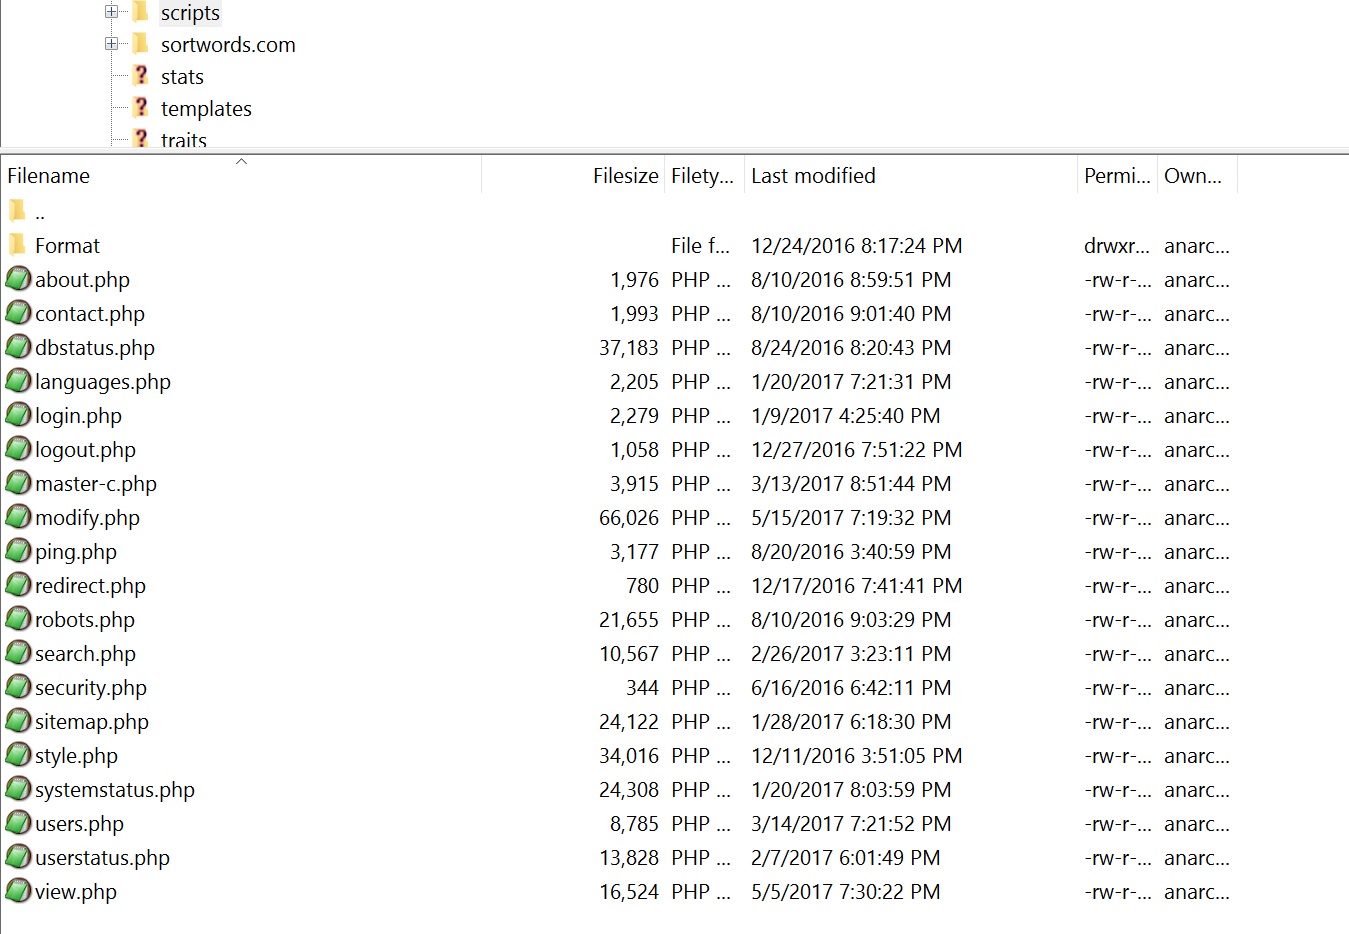 scripts
sortwords.com
stats
templates
traits
Filename Filesize Filety... Last modified Permi... Own...
..
Format File f... 12/24/2016 8:17:24 PM drwxr... anarc...
about.php 1,976 PHP ... 8/10/2016 8:59:51 PM -rw-r-... anarc...
contact.php 1,993 PHP ... 8/10/2016 9:01:40 PM -rw-r-... anarc...
dbstatus.php 37,183 PHP ... 8/24/2016 8:20:43 PM -rw-r-... anarc...
languages.php 2,205 PHP ... 1/20/2017 7:21:31 PM -rw-r-... anarc...
login.php 2,279 PHP ... 1/9/2017 4:25:40 PM -rw-r-... anarc...
logout.php 1,058 PHP ... 12/27/2016 7:51:22 PM -rw-r-... anarc...
master-c.php 3,915 PHP ... 3/13/2017 8:51:44 PM -rw-r-... anarc...
modify.php 66,026 PHP ... 5/15/2017 7:19:32 PM -rw-r-... anarc...
ping.php 3,177 PHP ... 8/20/2016 3:40:59 PM -rw-r-... anarc...
redirect.php 780 PHP ... 12/17/2016 7:41:41 PM -rw-r-... anarc...
robots.php 21,655 PHP ... 8/10/2016 9:03:29 PM -rw-r-... anarc...
search.php 10,567 PHP ... 2/26/2017 3:23:11 PM -rw-r-... anarc...
security.php 344 PHP ... 6/16/2016 6:42:11 PM -rw-r-... anarc...
sitemap.php 24,122 PHP ... 1/28/2017 6:18:30 PM -rw-r-... anarc...
style.php 34,016 PHP ... 12/11/2016 3:51:05 PM -rw-r-... anarc...
systemstatus.php 24,308 PHP ... 1/20/2017 8:03:59 PM -rw-r-... anarc...
users.php 8,785 PHP ... 3/14/2017 7:21:52 PM -rw-r-... anarc...
userstatus.php 13,828 PHP ... 2/7/2017 6:01:49 PM -rw-r-... anarc...
view.php 16,524 PHP ... 5/5/2017 7:30:22 PM -rw-r-... anarc...